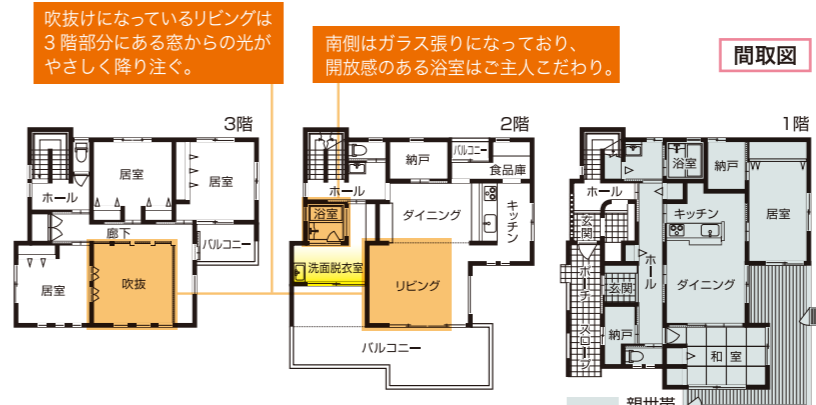 吹抜けになっているリビングは
3階部分にある窓からの光が
やさしく降り注ぐ。
南側はガラス張りになっており、
開放感のある浴室はご主人こだわり。
間取図
3階
ホール
居室
居室
廊下
バルコニー
居室
吹抜
2階
納戸
バルコニー
食品庫
ホール
浴室
ダイニング
キッチン
洗面脱衣室
リビング
バルコニー
1階
浴室
納戸
ホール
玄関
キッチン
居室
ポーチ
玄関
ホール
ダイニング
スロープ
納戸
和室
親世帯